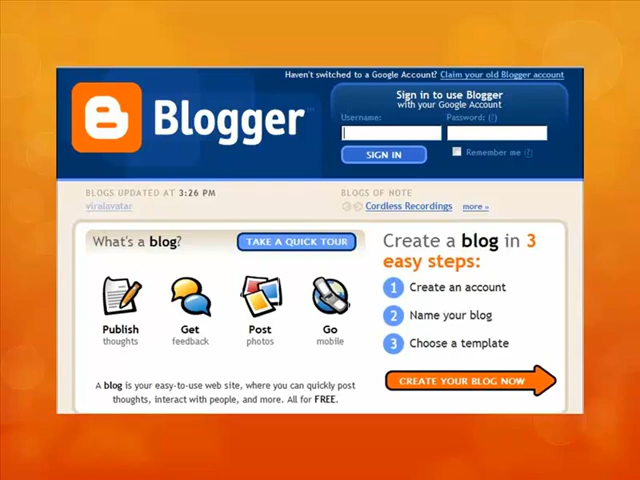 Haven't switched to a Google Account? Claim your old Blogger account
Blogger™
Sign in to use Blogger
with your Google Account
Username:
Password: (?)
SIGN IN
Remember me (?)
BLOGS UPDATED AT 3:26 PM
viralavatar
BLOGS OF NOTE
Cordless Recordings more »
What's a blog?
TAKE A QUICK TOUR
Publish
thoughts
Get
feedback
Post
photos
Go
mobile
A blog is your easy-to-use web site, where you can quickly post
thoughts, interact with people, and more. All for FREE.
Create a blog in 3
easy steps:
1 Create an account
2 Name your blog
3 Choose a template
CREATE YOUR BLOG NOW